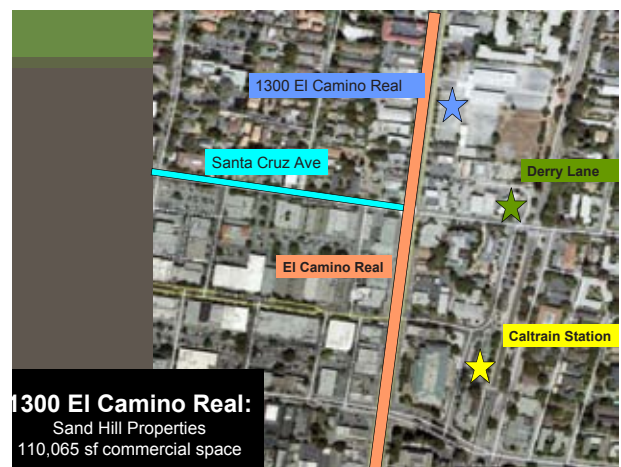 1300 El Camino Real
Santa Cruz Ave
Derry Lane
El Camino Real
Caltrain Station
1300 El Camino Real:
Sand Hill Properties
110,065 sf commercial space